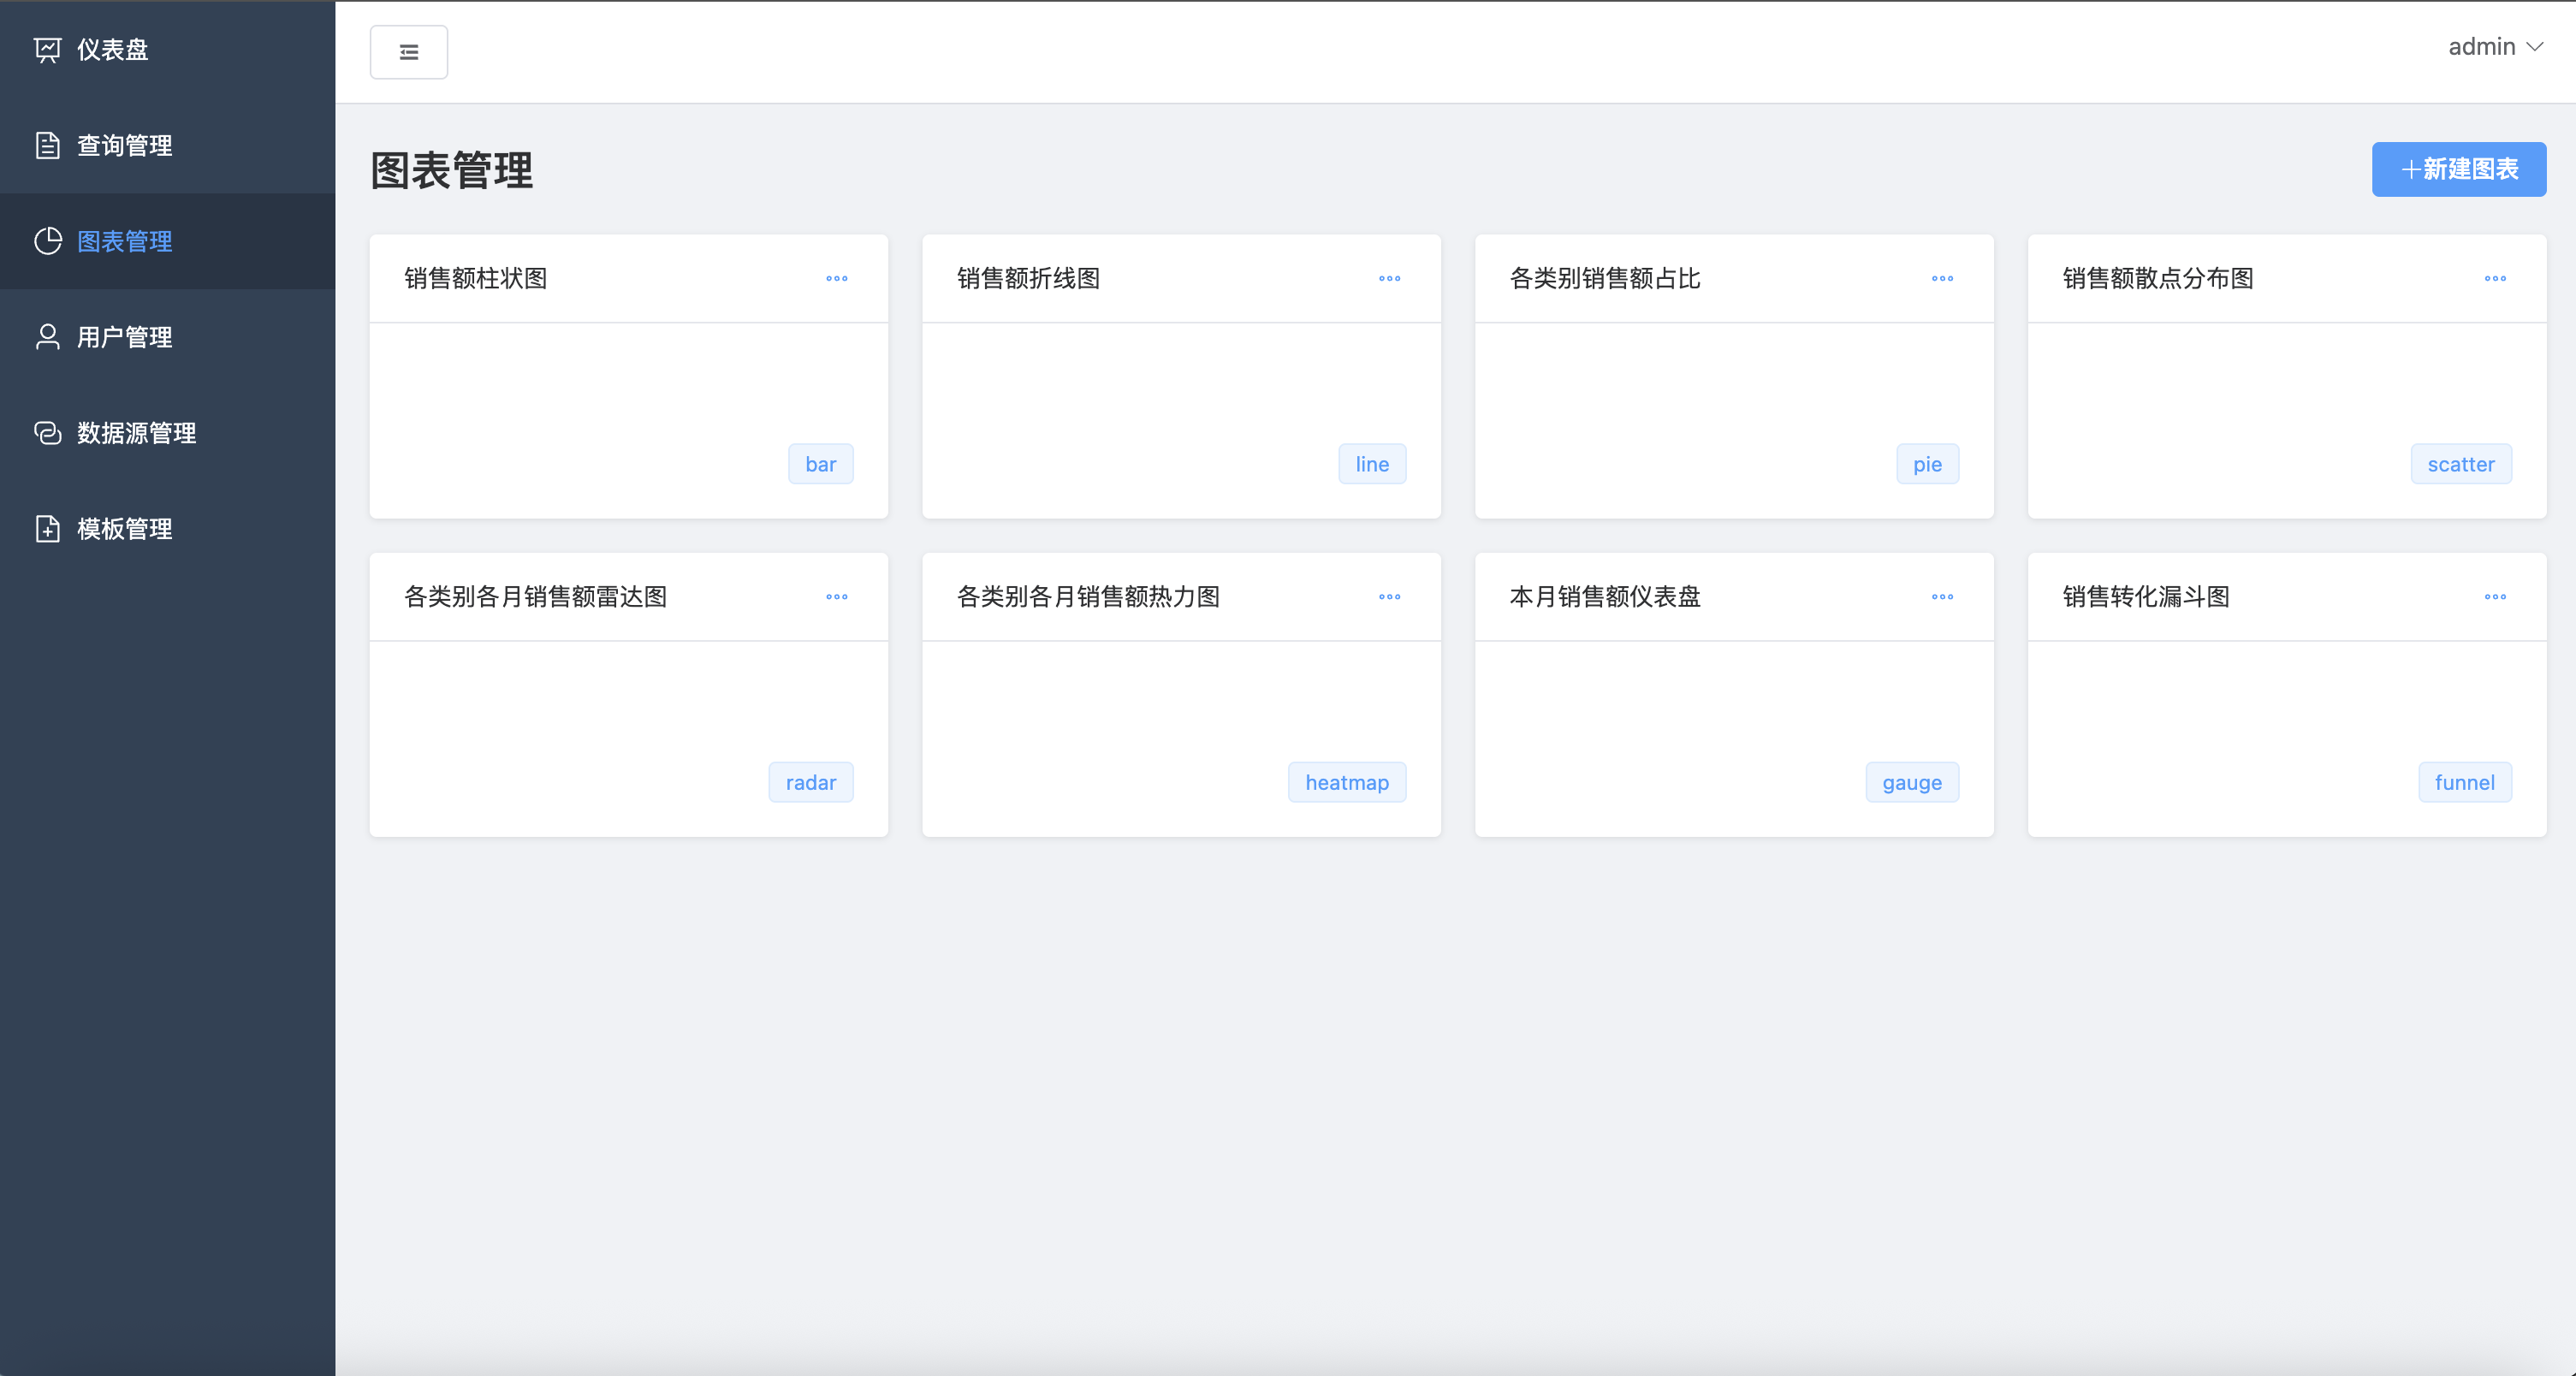 仪表盘
查询管理
图表管理
用户管理
数据源管理
模板管理
admin
图表管理
新建图表
销售额柱状图
bar
销售额折线图
line
各类别销售额占比
pie
销售额散点分布图
scatter
各类别各月销售额雷达图
radar
各类别各月销售额热力图
heatmap
本月销售额仪表盘
gauge
销售转化漏斗图
funnel